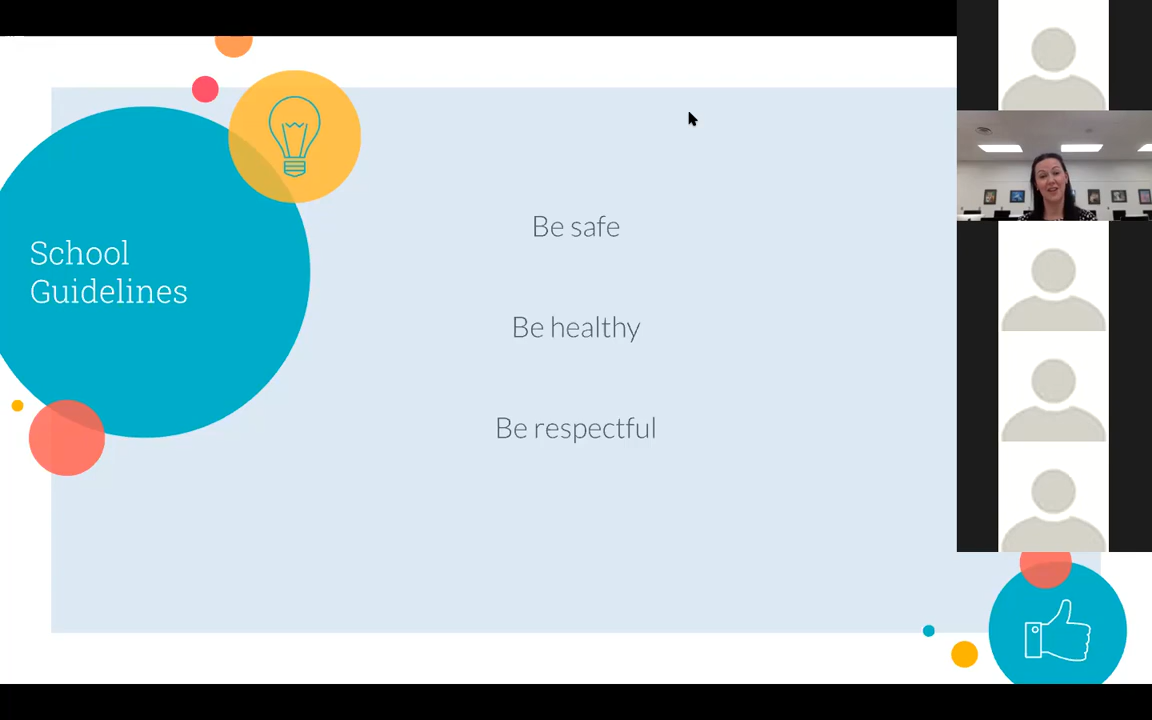 School
Guidelines
Be safe
Be healthy
Be respectful